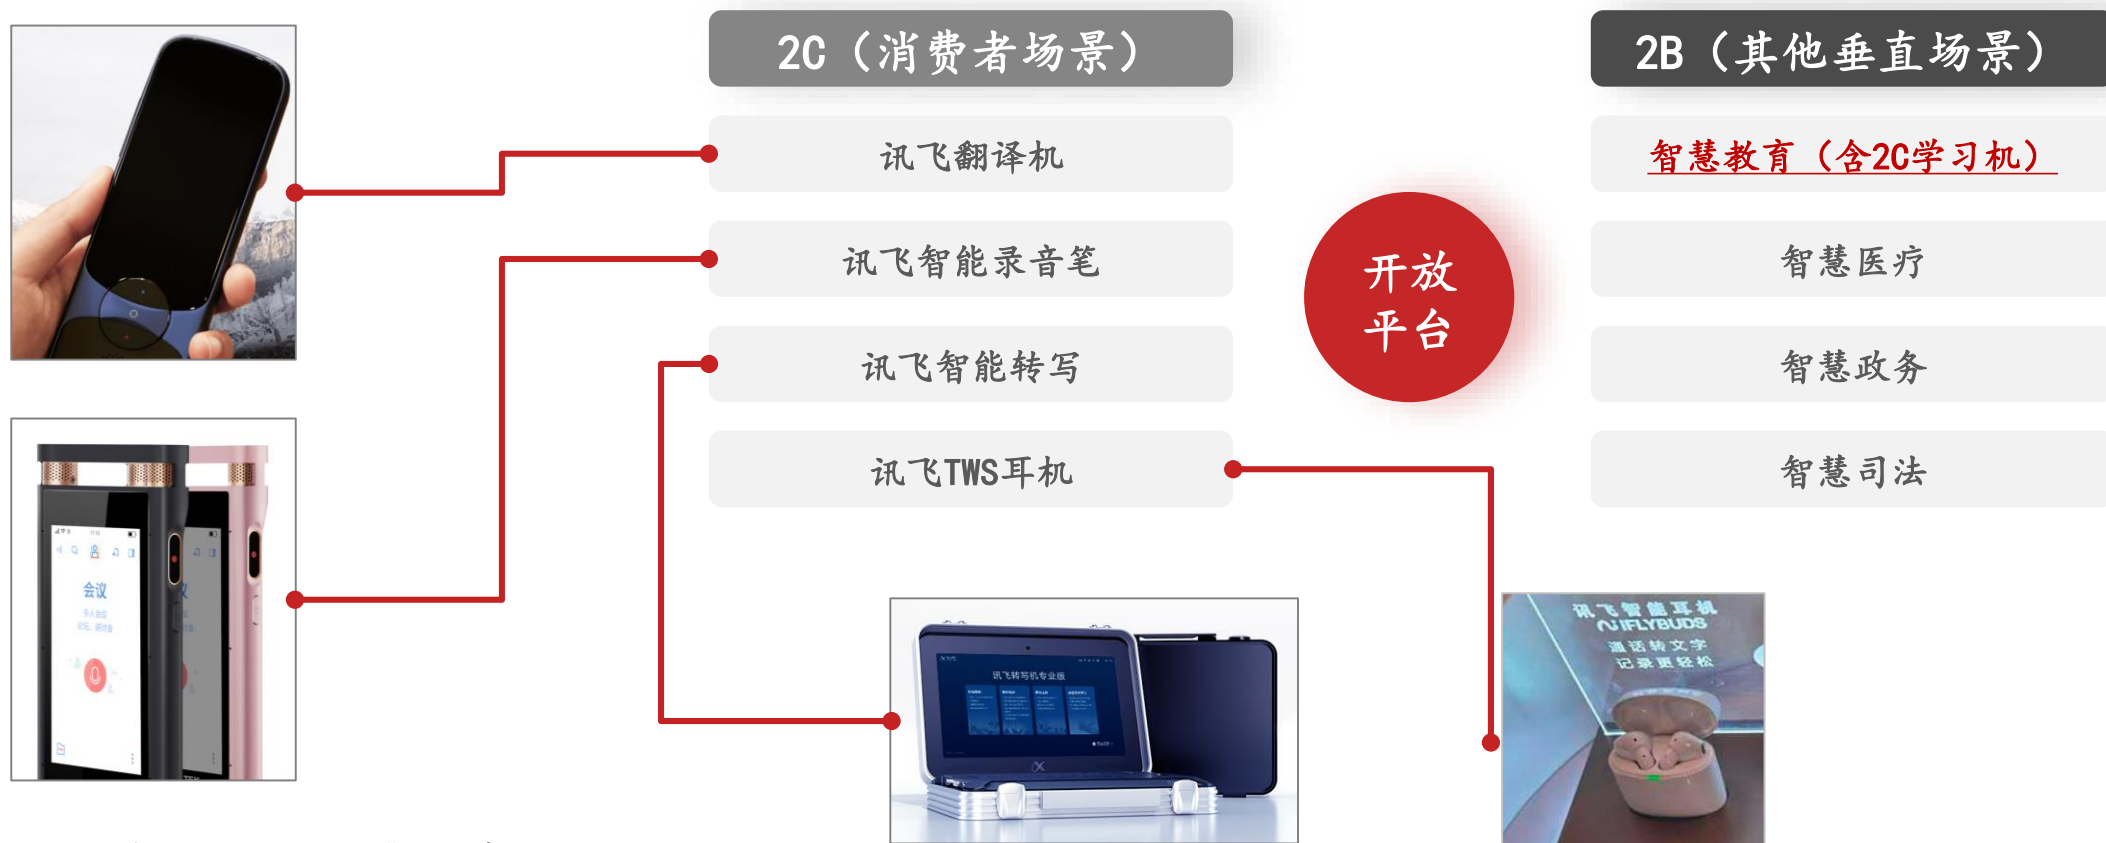 2C（消费者场景）
2B（其他垂直场景）
讯飞翻译机
智慧教育（含2C学习机）
讯飞智能录音笔
智慧医疗
开放
平台
讯飞智能转写
智慧政务
讯飞TWS耳机
智慧司法
会议
多人会议
讯飞转写机专业版
讯飞智能耳机
iFLYBUDS
通话转文字
记录更轻松